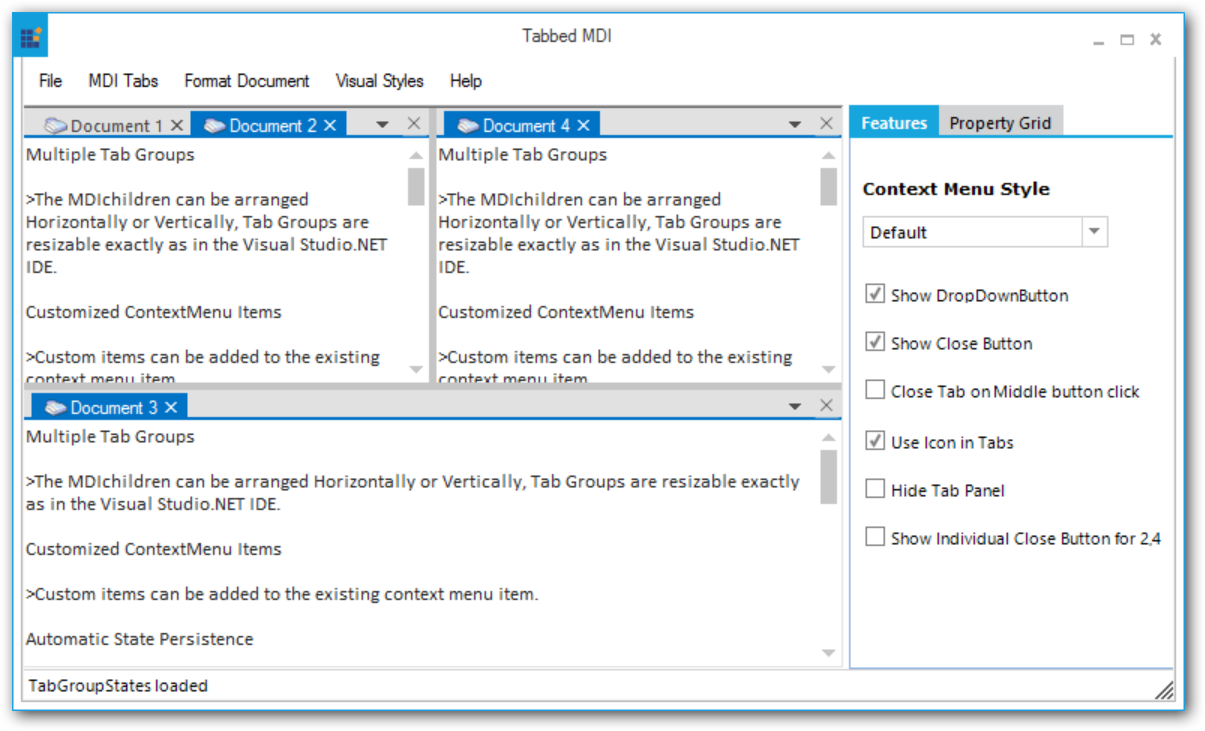 Tabbed MDI
File MDI Tabs Format Document Visual Styles Help
Document 1 Document 2
Multiple Tab Groups
>The MDIchildren can be arranged
Horizontally or Vertically, Tab Groups are
resizable exactly as in the Visual Studio.NET
IDE.
Customized ContextMenu Items
>Custom items can be added to the existing
context menu item.
Document 4
Multiple Tab Groups
>The MDIchildren can be arranged
Horizontally or Vertically, Tab Groups are
resizable exactly as in the Visual Studio.NET
IDE.
Customized ContextMenu Items
>Custom items can be added to the existing
context menu item.
Document 3
Multiple Tab Groups
>The MDIchildren can be arranged Horizontally or Vertically, Tab Groups are resizable exactly
as in the Visual Studio.NET IDE.
Customized ContextMenu Items
>Custom items can be added to the existing context menu item.
Automatic State Persistence
Features Property Grid
Context Menu Style
Default
Show DropDownButton
Show Close Button
Close Tab on Middle button click
Use Icon in Tabs
Hide Tab Panel
Show Individual Close Button for 2,4
TabGroupStates loaded